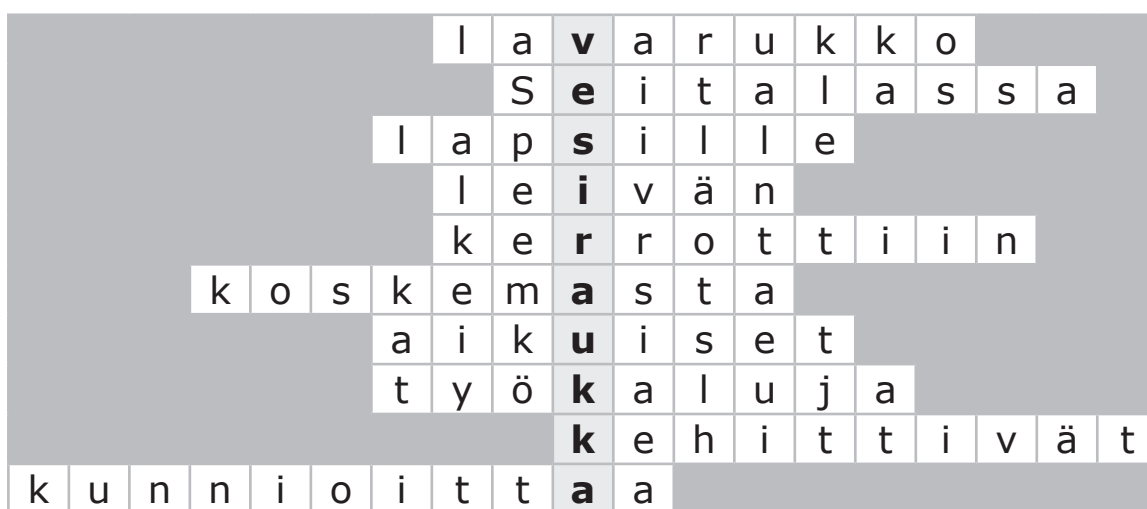 lavarukko
Seitalassa
lapsille
leivän
kerrottiin
koskemasta
aikuiset
työkaluja
kehittivät
kunnioittaa